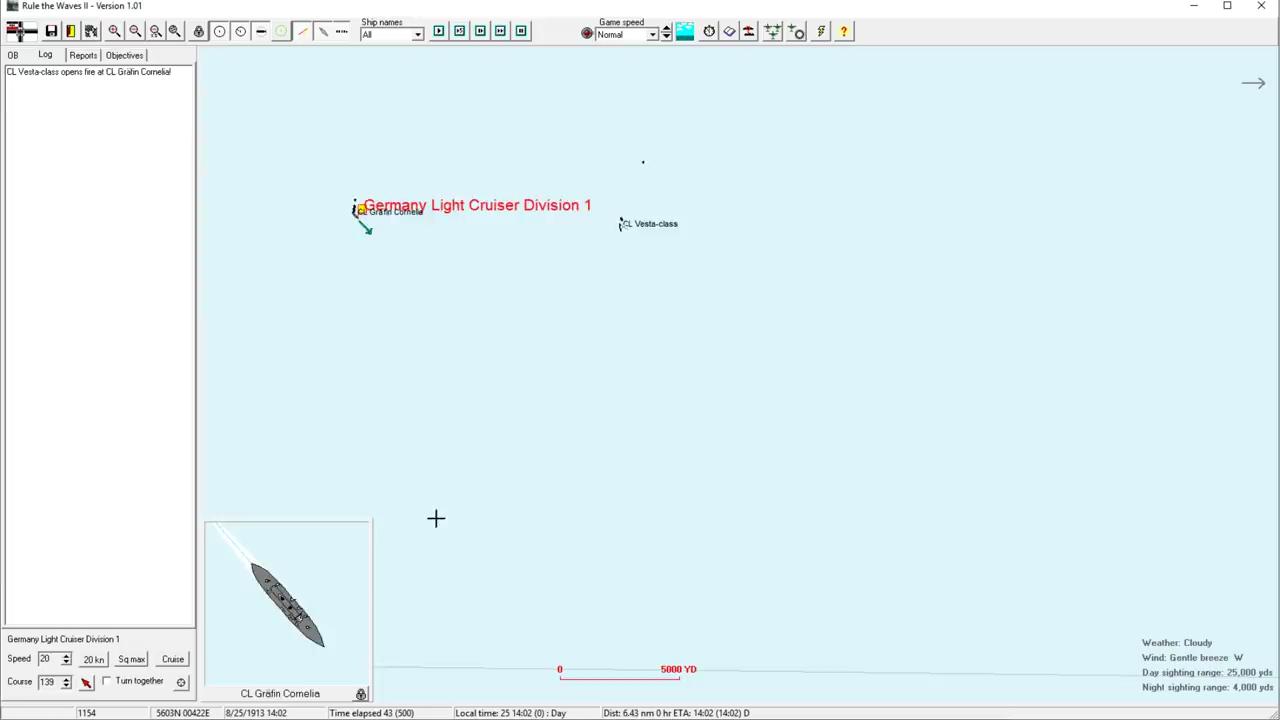 Rule the Waves II - Version 1.01
Ship names
All
Game speed
Normal
OB
Log
Reports
Objectives
CL Vesta-class opens fire at CL Gräfin Cornelia!
Germany Light Cruiser Division 1
CL Gräfin Cornelia
CL Vesta-class
Germany Light Cruiser Division 1
Speed
20
20 kn
Sq max
Cruise
Course
139
Turn together
CL Gräfin Cornelia
0
5000 YD
Weather: Cloudy
Wind: Gentle breeze W
Day sighting range: 25,000 yds
Night sighting range: 4,000 yds
1154
5603N 00422E
8/25/1913 14:02
Time elapsed 43 (500)
Local time: 25 14:02 (0) : Day
Dist: 6.43 nm 0 hr ETA: 14:02 (14:02) D